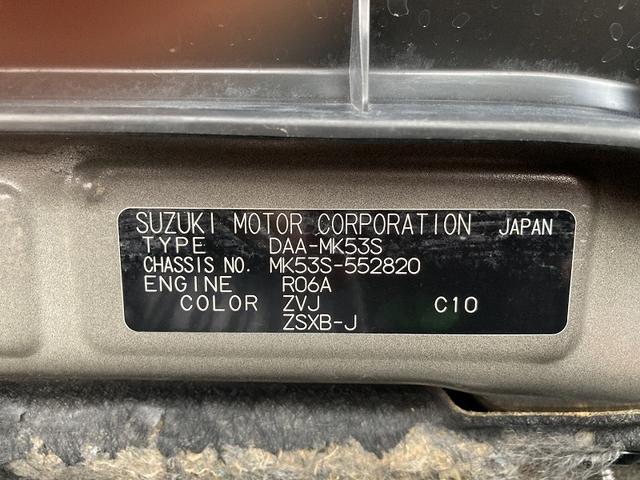 SUZUKI MOTOR CORPORATION JAPAN
TYPE DAA-MK53S
CHASSIS NO. MK53S-552820
ENGINE R06A
COLOR ZVJ C10
ZSXB-J